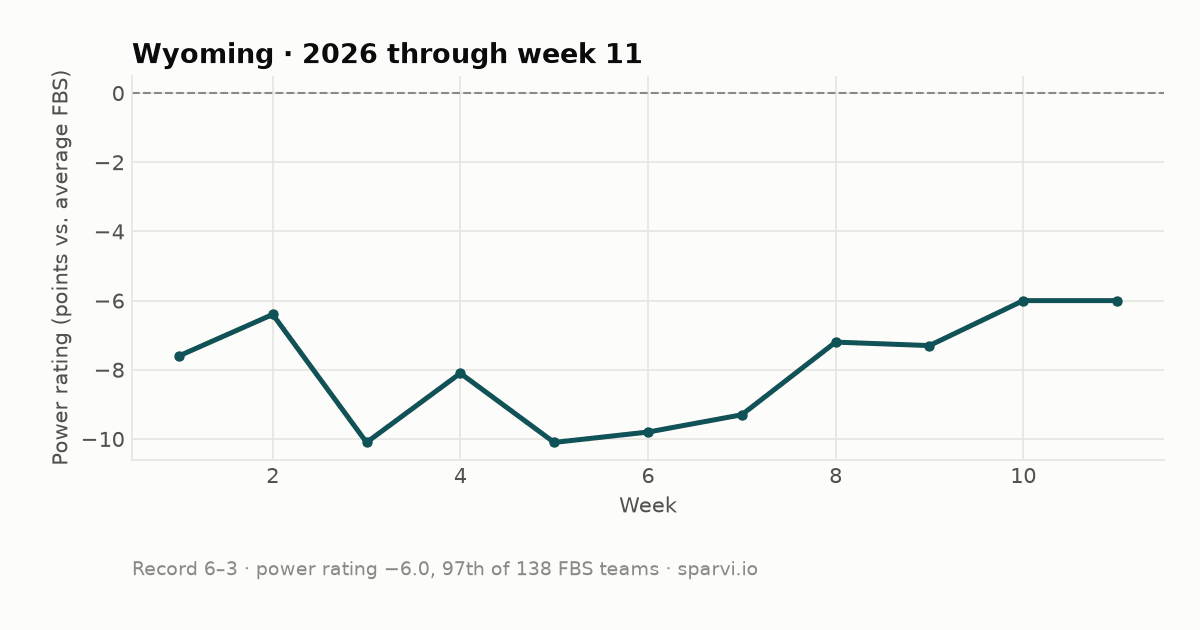 Wyoming · 2026 through week 11
Power rating (points vs. average FBS)
0
−2
−4
−6
−8
−10
2
4
6
8
10
Week
Record 6–3 · power rating −6.0, 97th of 138 FBS teams · sparvi.io